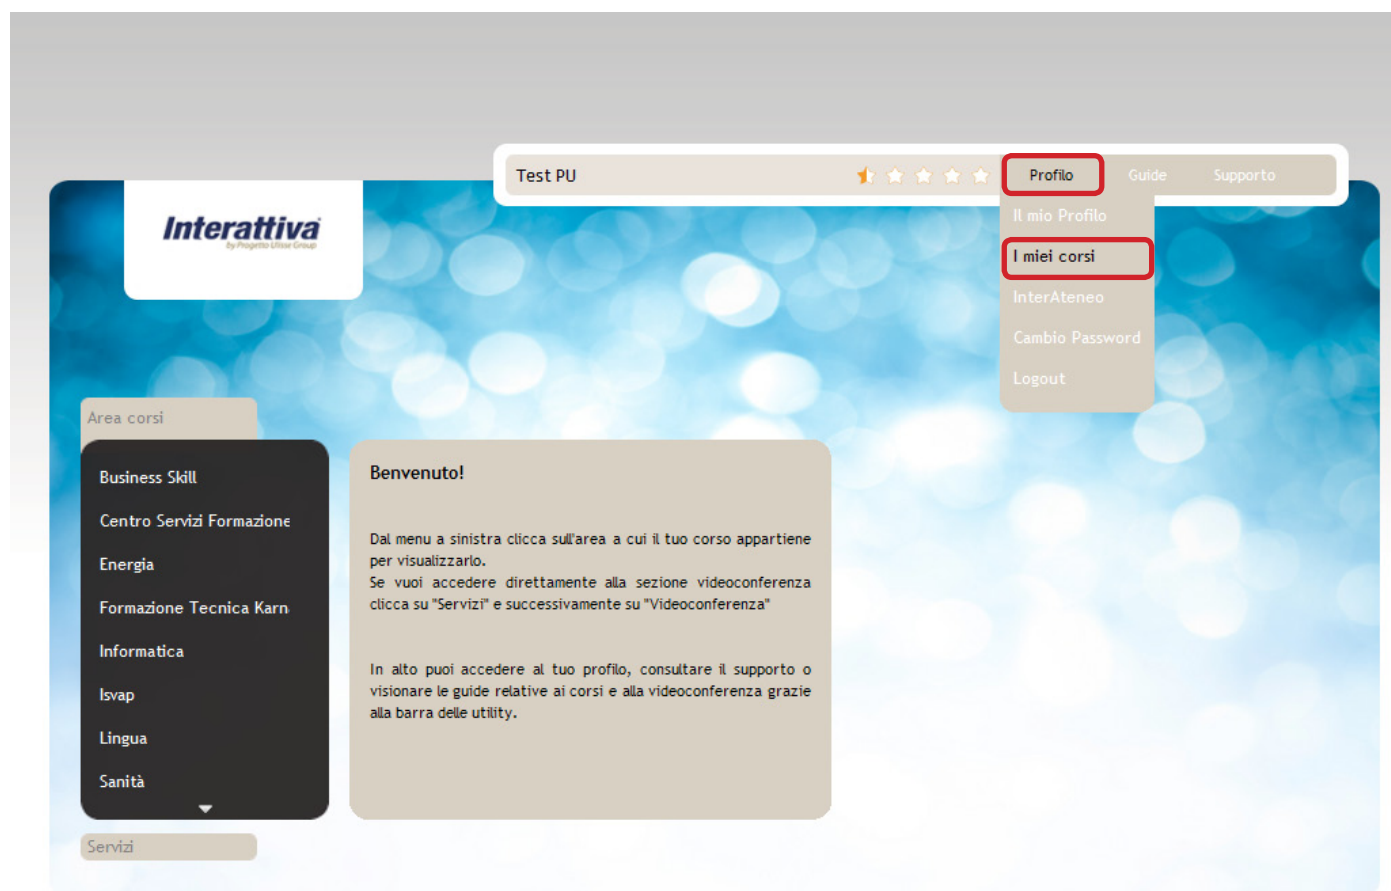 Test PU
Profilo
Guide
Supporto
Interattiva
by Progetto Ulisse Group
Il mio Profilo
I miei corsi
InterAteneo
Cambio Password
Logout
Area corsi
Business Skill
Centro Servizi Formazione
Energia
Formazione Tecnica Karn
Informatica
Isvap
Lingua
Sanità
Benvenuto!
Dal menu a sinistra clicca sull'area a cui il tuo corso appartiene
per visualizzarlo.
Se vuoi accedere direttamente alla sezione videoconferenza
clicca su "Servizi" e successivamente su "Videoconferenza"
In alto puoi accedere al tuo profilo, consultare il supporto o
visionare le guide relative ai corsi e alla videoconferenza grazie
alla barra delle utility.
Servizi